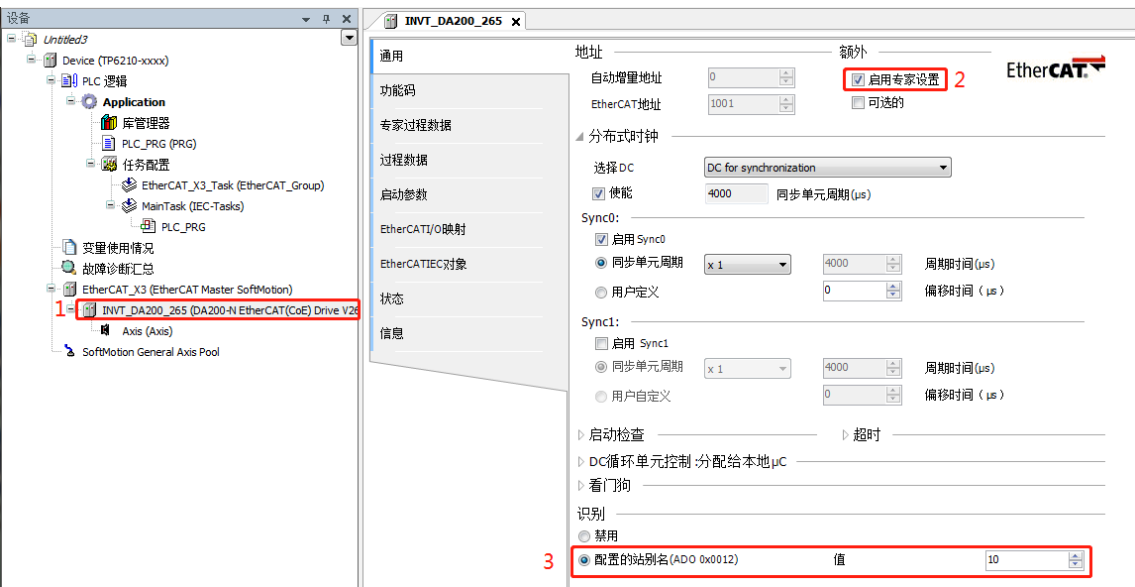 设备
Untitled3
Device (TP6210-xxxx)
PLC 逻辑
Application
库管理器
PLC_PRG (PRG)
任务配置
EtherCAT_X3_Task (EtherCAT_Group)
MainTask (IEC-Tasks)
PLC_PRG
变量使用情况
故障诊断汇总
EtherCAT_X3 (EtherCAT Master SoftMotion)
1
INVT_DA200_265 (DA200-N EtherCAT(CoE) Drive V26
Axis (Axis)
SoftMotion General Axis Pool
INVT_DA200_265
通用
功能码
专家过程数据
过程数据
启动参数
EtherCATI/O映射
EtherCATIEC对象
状态
信息
地址
额外
自动增量地址 0
启用专家设置 2
EtherCAT
EtherCAT地址 1001
可选的
分布式时钟
选择DC DC for synchronization
使能 4000 同步单元周期(μs)
Sync0:
启用 Sync0
同步单元周期 x 1 4000 周期时间(μs)
用户定义 0 偏移时间（μs）
Sync1:
启用 Sync1
同步单元周期 x 1 4000 周期时间(μs)
用户自定义 0 偏移时间（μs）
启动检查 超时
DC循环单元控制:分配给本地μC
看门狗
识别
禁用
3 配置的站别名(ADO 0x0012) 值 10